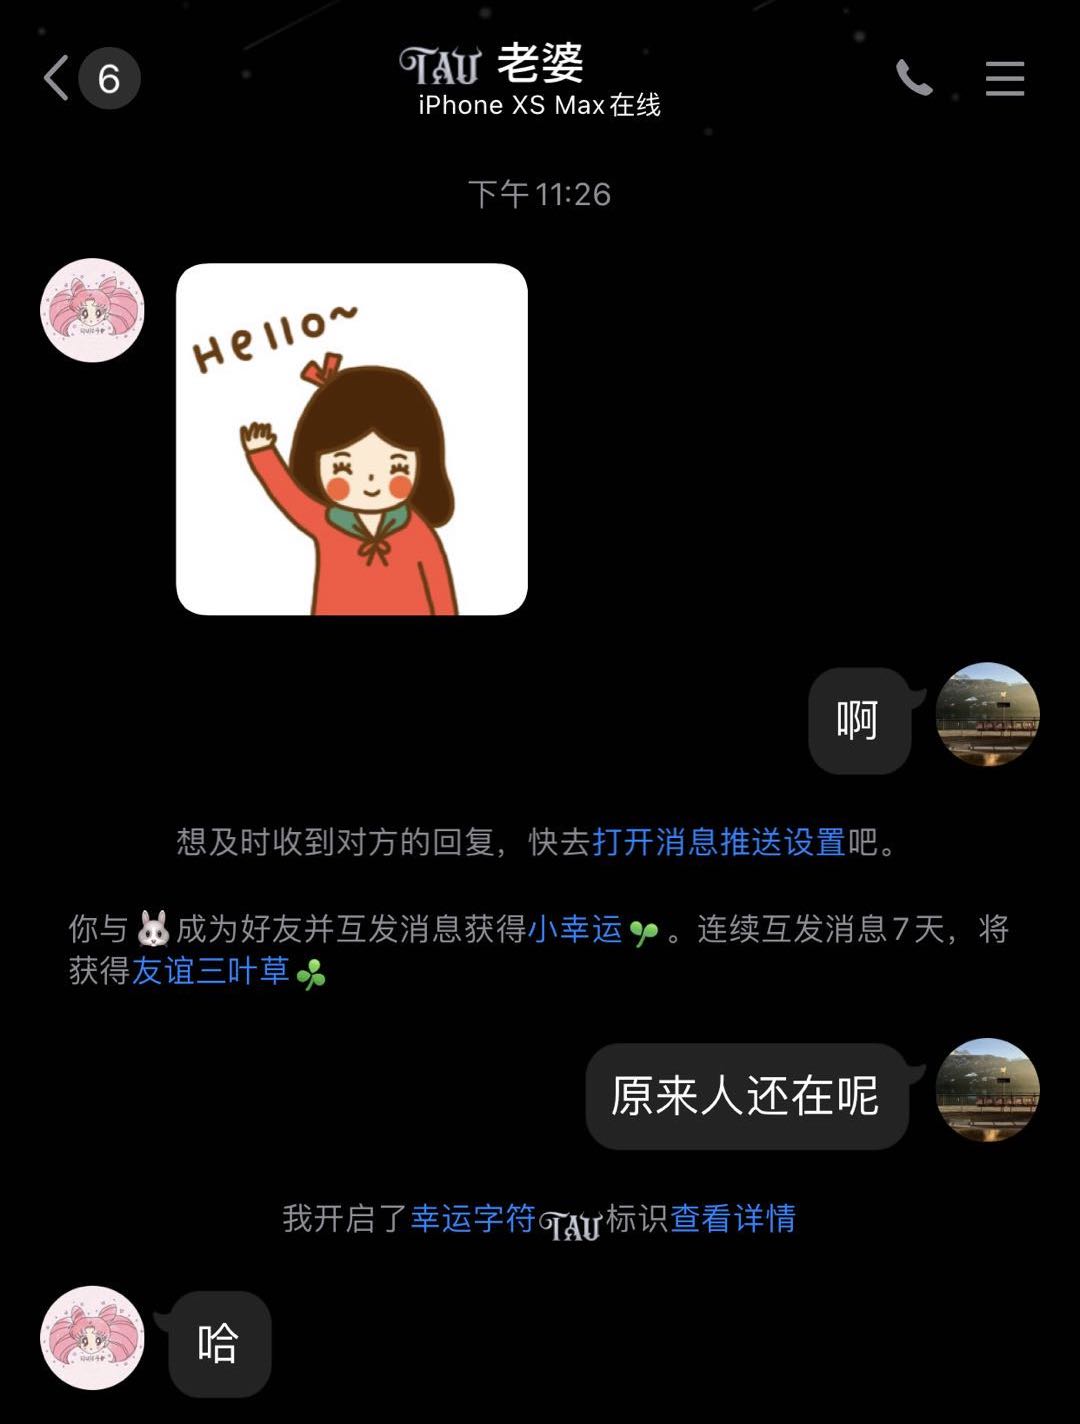 6
TAU 老婆
iPhone XS Max在线
下午11:26
Hello~
啊
想及时收到对方的回复，快去打开消息推送设置吧。
你与🐰成为好友并互发消息获得小幸运🌱。连续互发消息7天，将
获得友谊三叶草☘️
原来人还在呢
我开启了幸运字符TAU标识查看详情
哈